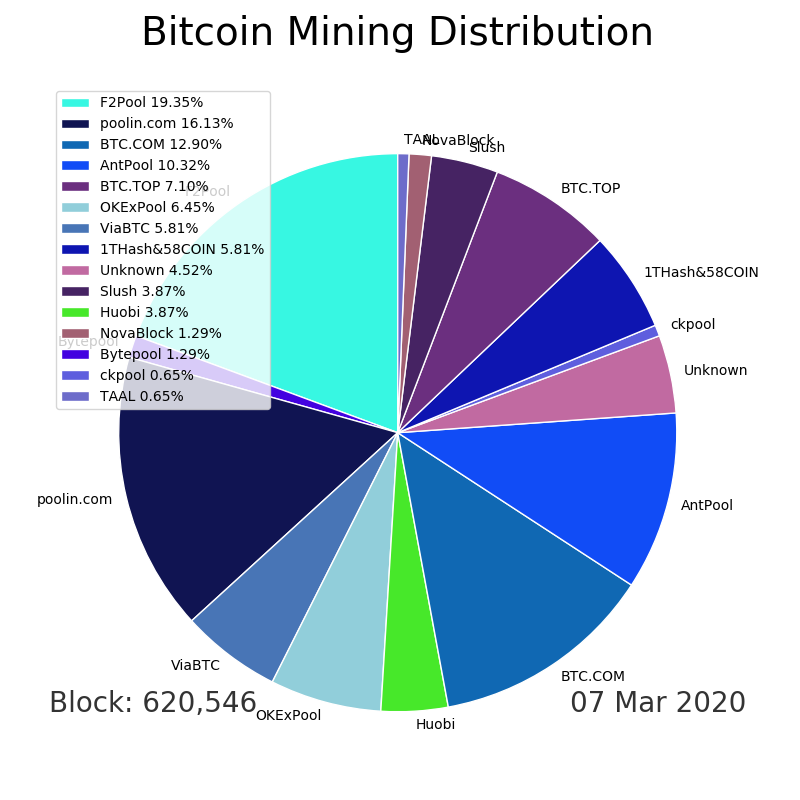 Bitcoin Mining Distribution
F2Pool 19.35%
poolin.com 16.13%
BTC.COM 12.90%
AntPool 10.32%
BTC.TOP 7.10%
OKExPool 6.45%
ViaBTC 5.81%
1THash&58COIN 5.81%
Unknown 4.52%
Slush 3.87%
Huobi 3.87%
NovaBlock 1.29%
Bytepool 1.29%
ckpool 0.65%
TAAL 0.65%
TAAL
NovaBlock
Slush
BTC.TOP
F2Pool
1THash&58COIN
ckpool
Bytepool
Unknown
poolin.com
AntPool
ViaBTC
BTC.COM
OKExPool
Huobi
Block: 620,546
07 Mar 2020